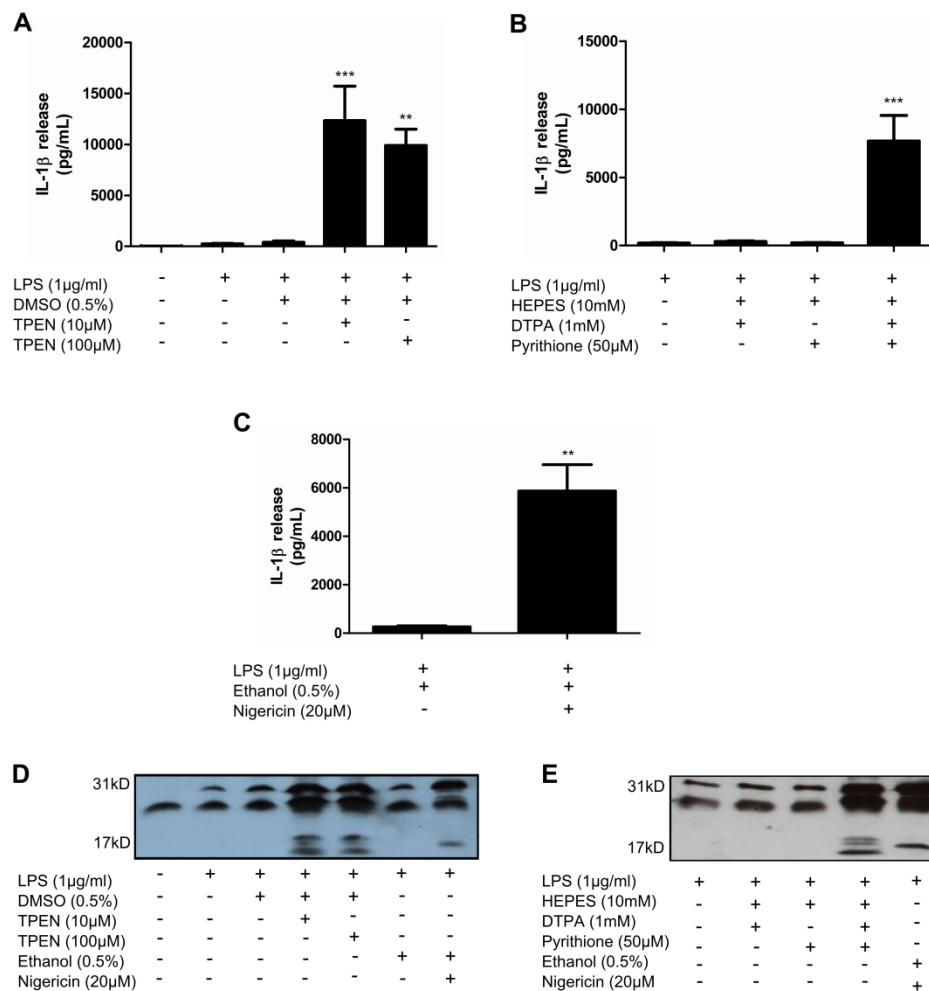 A
IL-1β release
(pg/mL)
20000
15000
10000
5000
0
***
**
LPS (1µg/ml) - + + + +
DMSO (0.5%) - - + + +
TPEN (10µM) - - - + -
TPEN (100µM) - - - - +
B
IL-1β release
(pg/mL)
15000
10000
5000
0
***
LPS (1µg/ml) + + + +
HEPES (10mM) - + + +
DTPA (1mM) - + - +
Pyrithione (50µM) - - + +
C
IL-1β release
(pg/mL)
8000
6000
4000
2000
0
**
LPS (1µg/ml) + +
Ethanol (0.5%) + +
Nigericin (20µM) - +
D
31kD
17kD
LPS (1µg/ml) - + + + + + +
DMSO (0.5%) - - + + + - -
TPEN (10µM) - - - + - - -
TPEN (100µM) - - - - + - -
Ethanol (0.5%) - - - - - + +
Nigericin (20µM) - - - - - - +
E
31kD
17kD
LPS (1µg/ml) + + + + +
HEPES (10mM) - + + + -
DTPA (1mM) - + - + -
Pyrithione (50µM) - - + + -
Ethanol (0.5%) - - - - +
Nigericin (20µM - - - - +